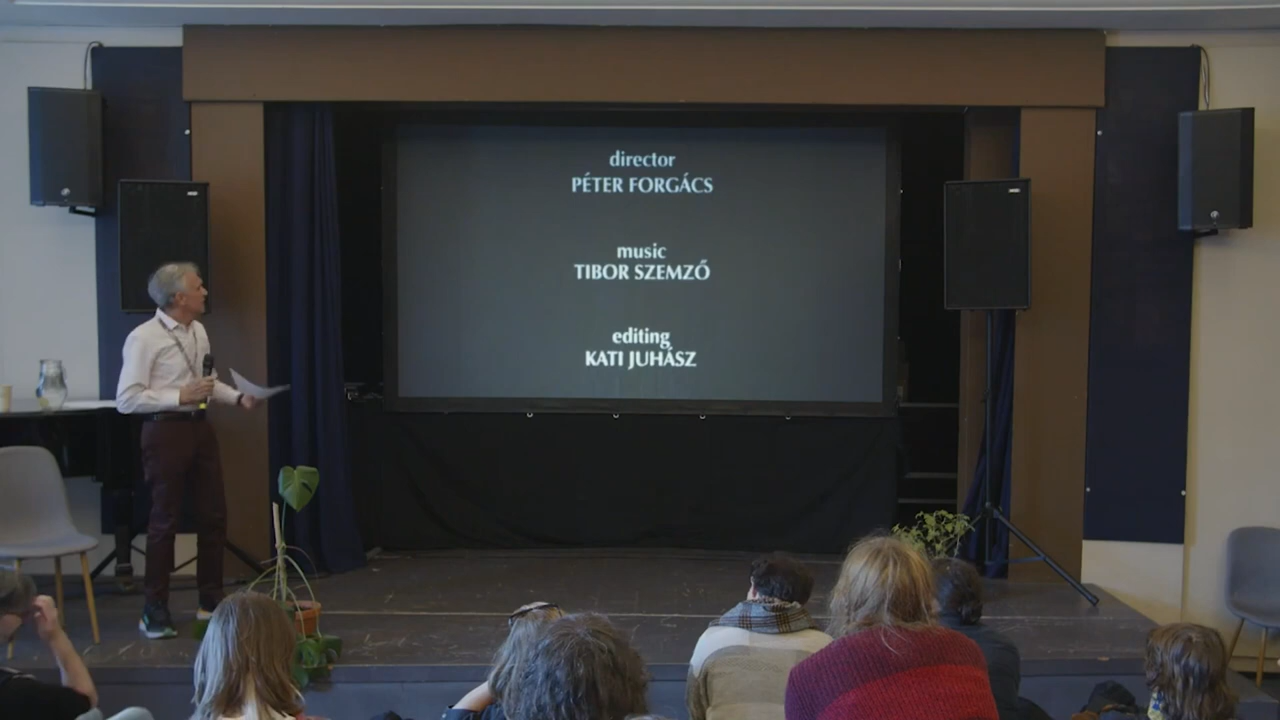 director
PÉTER FORGÁCS
music
TIBOR SZEMZŐ
editing
KATI JUHÁSZ